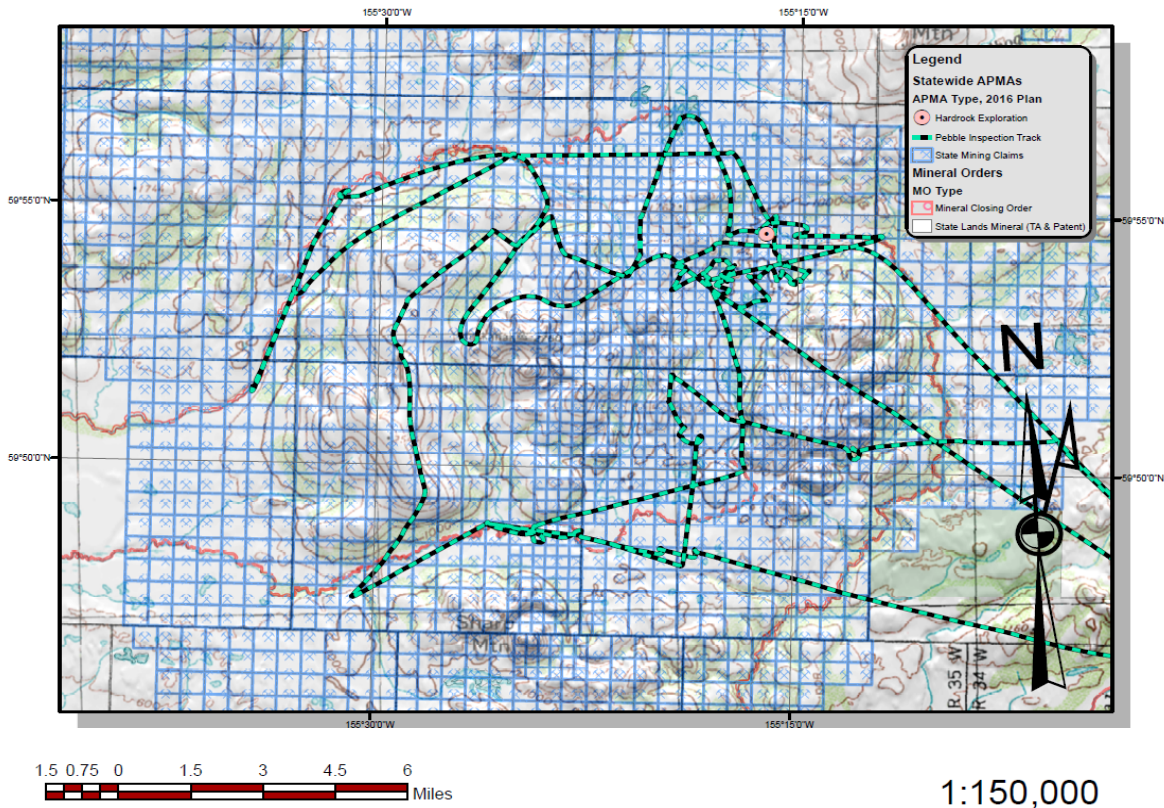 155°30'0"W 155°15'0"W
Mtn
Legend
Statewide APMAs
APMA Type, 2016 Plan
Hardrock Exploration
Pebble Inspection Track
State Mining Claims
Mineral Orders
MO Type
Mineral Closing Order
State Lands Mineral (TA & Patent)
59°55'0"N 59°55'0"N
N
59°50'0"N 59°50'0"N
Sharp
Mtn
R 35 W
R 34 W
155°30'0"W 155°15'0"W
1.5 0.75 0 1.5 3 4.5 6
Miles
1:150,000